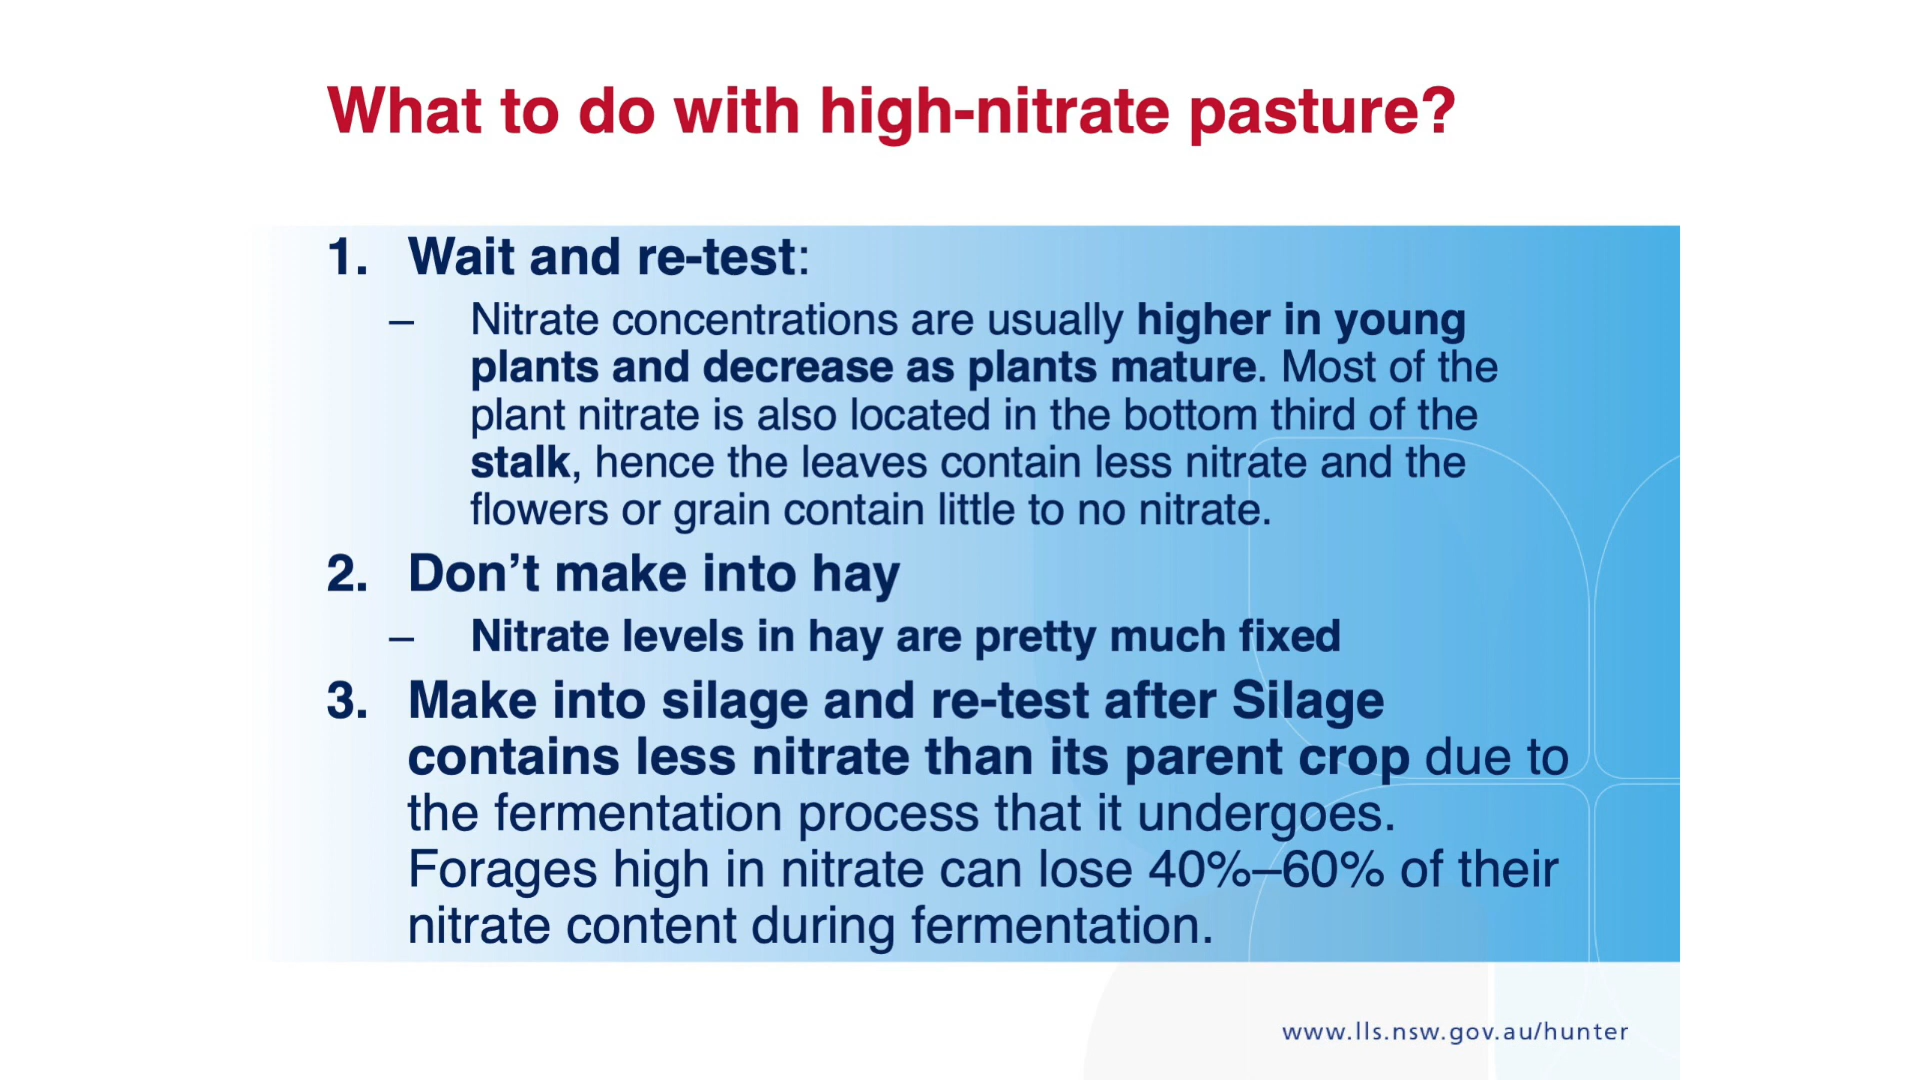 What to do with high-nitrate pasture?
1. Wait and re-test:
– Nitrate concentrations are usually higher in young
plants and decrease as plants mature. Most of the
plant nitrate is also located in the bottom third of the
stalk, hence the leaves contain less nitrate and the
flowers or grain contain little to no nitrate.
2. Don’t make into hay
– Nitrate levels in hay are pretty much fixed
3. Make into silage and re-test after Silage
contains less nitrate than its parent crop due to
the fermentation process that it undergoes.
Forages high in nitrate can lose 40%–60% of their
nitrate content during fermentation.
www.lls.nsw.gov.au/hunter